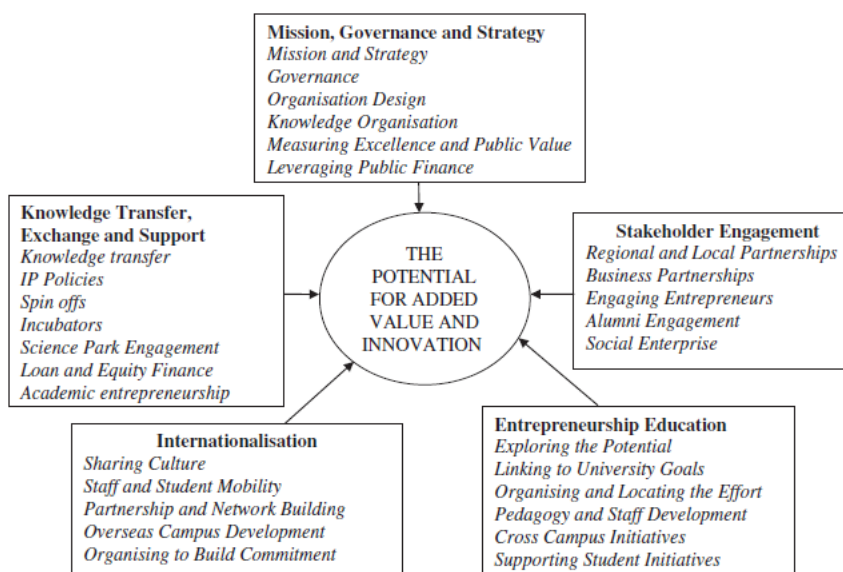 Mission, Governance and Strategy
Mission and Strategy
Governance
Organisation Design
Knowledge Organisation
Measuring Excellence and Public Value
Leveraging Public Finance
Knowledge Transfer,
Exchange and Support
Knowledge transfer
IP Policies
Spin offs
Incubators
Science Park Engagement
Loan and Equity Finance
Academic entrepreneurship
THE
POTENTIAL
FOR ADDED
VALUE AND
INNOVATION
Stakeholder Engagement
Regional and Local Partnerships
Business Partnerships
Engaging Entrepreneurs
Alumni Engagement
Social Enterprise
Internationalisation
Sharing Culture
Staff and Student Mobility
Partnership and Network Building
Overseas Campus Development
Organising to Build Commitment
Entrepreneurship Education
Exploring the Potential
Linking to University Goals
Organising and Locating the Effort
Pedagogy and Staff Development
Cross Campus Initiatives
Supporting Student Initiatives